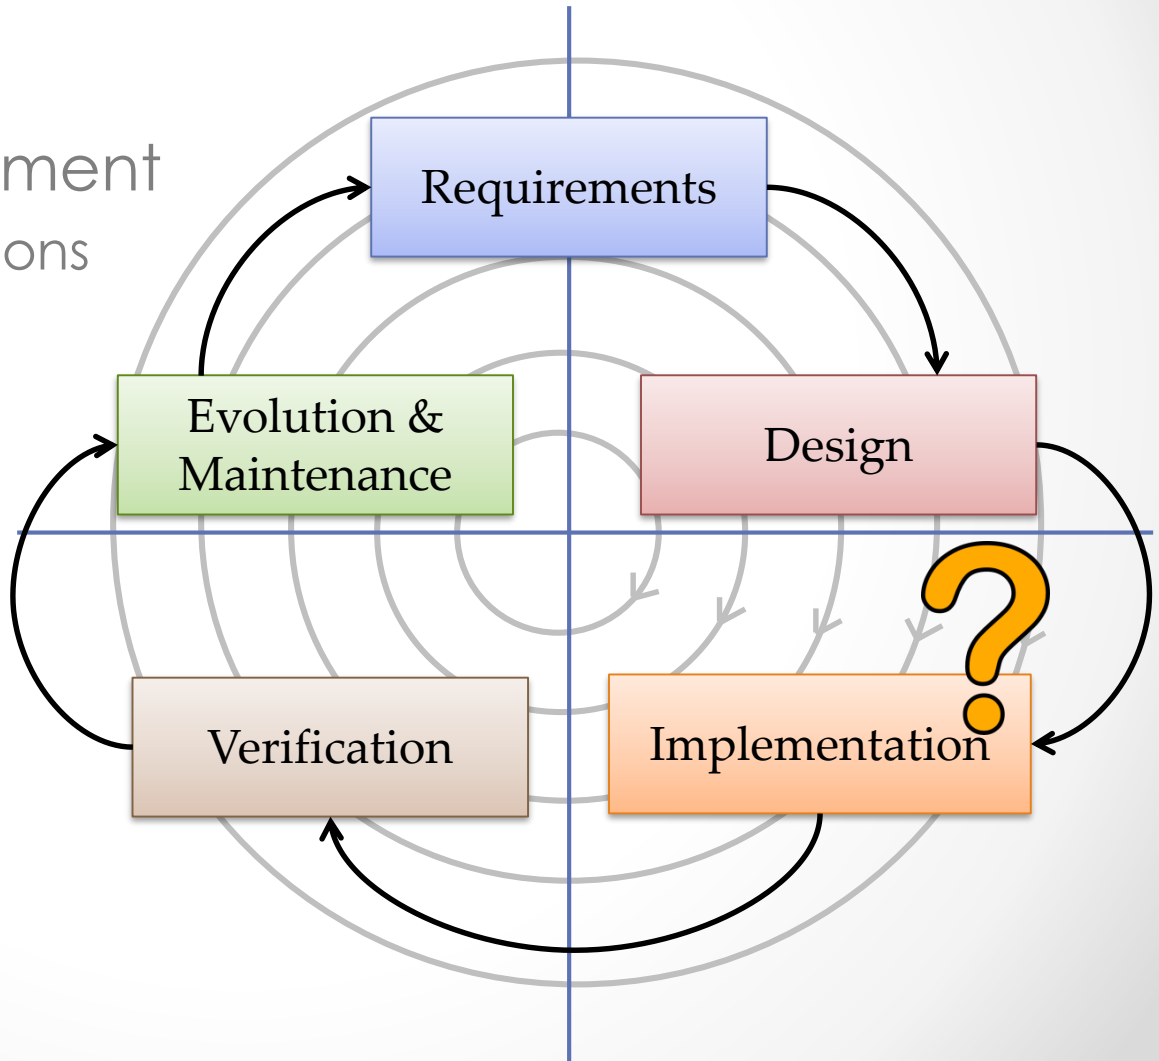 ment
ons
Requirements
Evolution &
Maintenance
Design
?
Verification
Implementation